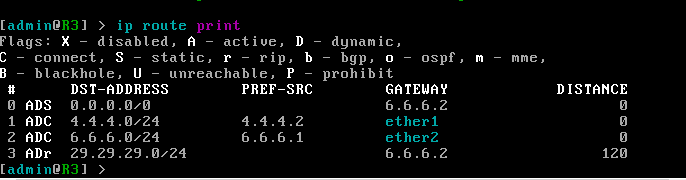 [admin@R3] > ip route print
Flags: X - disabled, A - active, D - dynamic,
C - connect, S - static, r - rip, b - bgp, o - ospf, m - mme,
B - blackhole, U - unreachable, P - prohibit
# DST-ADDRESS PREF-SRC GATEWAY DISTANCE
0 ADS 0.0.0.0/0 6.6.6.2 0
1 ADC 4.4.4.0/24 4.4.4.2 ether1 0
2 ADC 6.6.6.0/24 6.6.6.1 ether2 0
3 ADr 29.29.29.0/24 6.6.6.2 120
[admin@R3] >